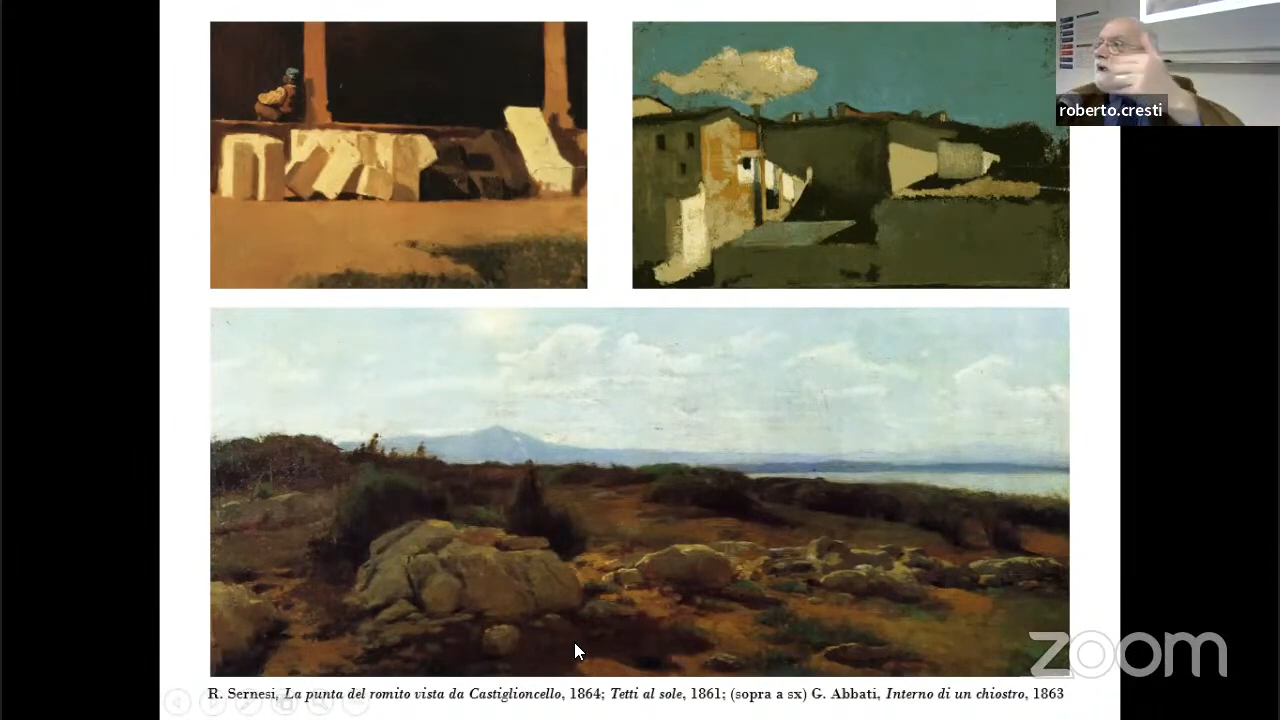 roberto.cresti
zoom
R. Sernesi, La punta del romito vista da Castiglioncello, 1864; Tetti al sole, 1861; (sopra a sx) G. Abbati, Interno di un chiostro, 1863